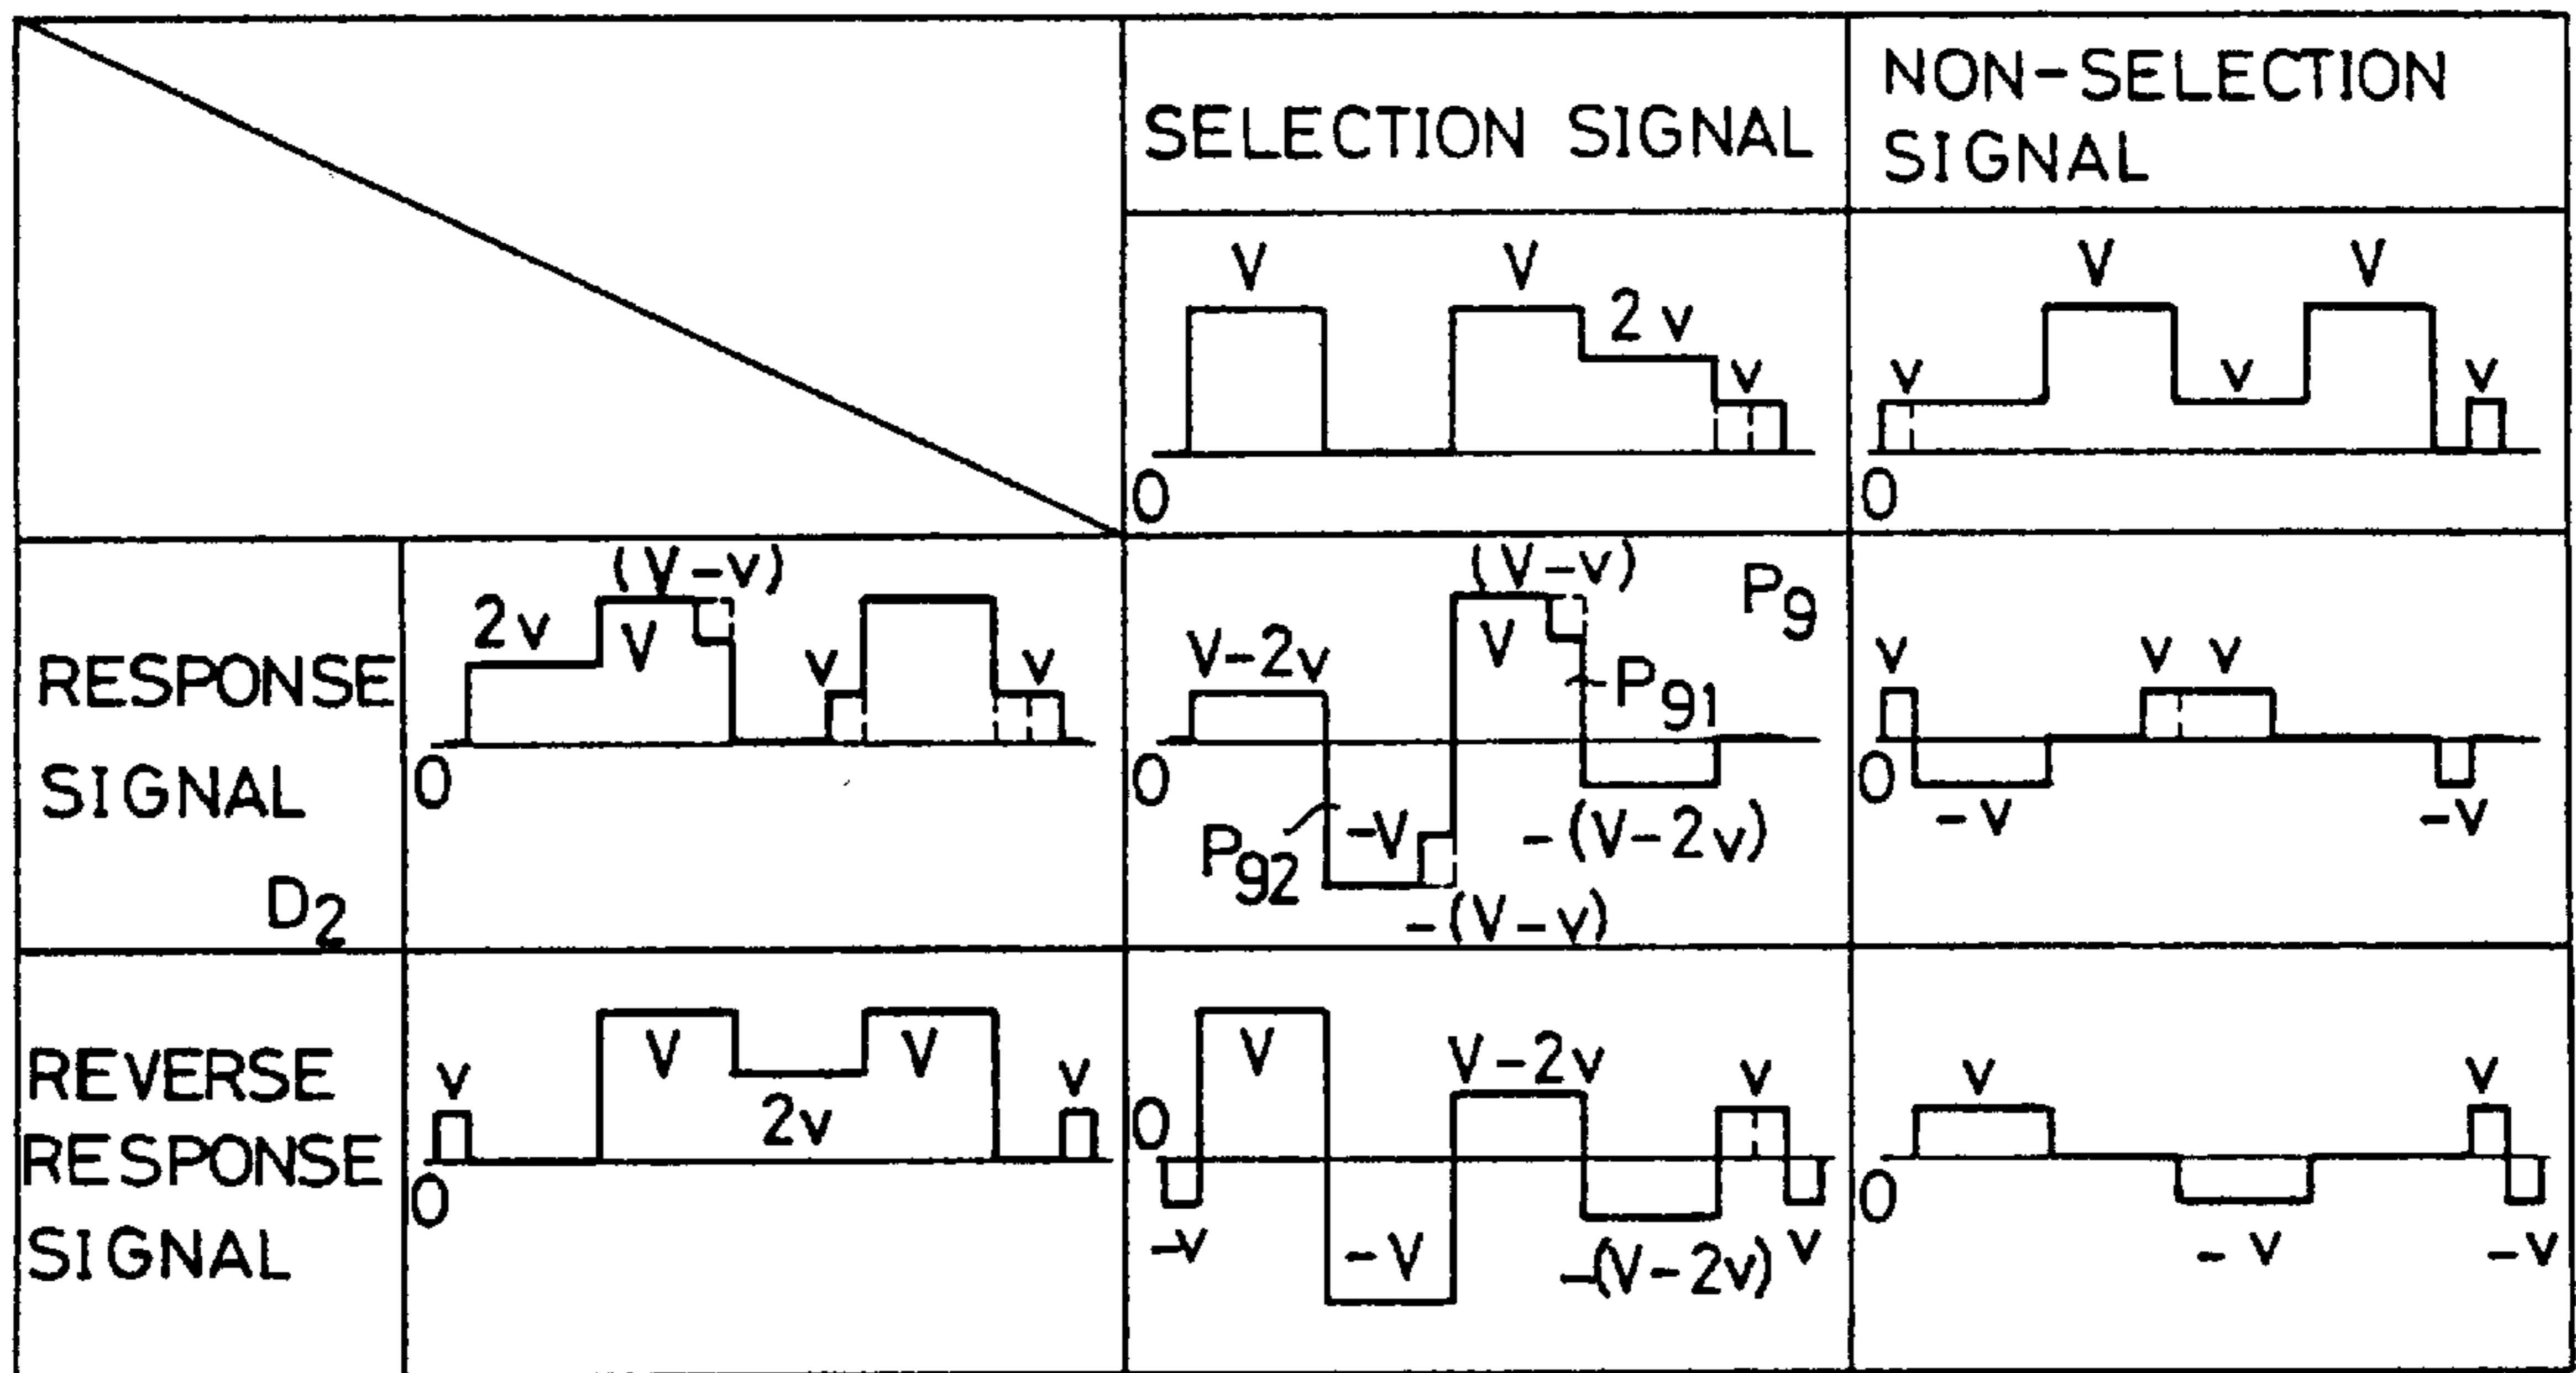 SELECTION SIGNAL
NON-SELECTION
SIGNAL
V V 2v v
0
v V v V v
0
RESPONSE
SIGNAL
D2
(V-v)
2v V v v
0
(V-v) P9
V-2v V P91
0
P92 -V -(V-2v)
-(V-v)
v v v
0 -v -v
REVERSE
RESPONSE
SIGNAL
v V 2v V v
0
V V-2v v
0
-v -V -(V-2v) v
v v
0
-v -v